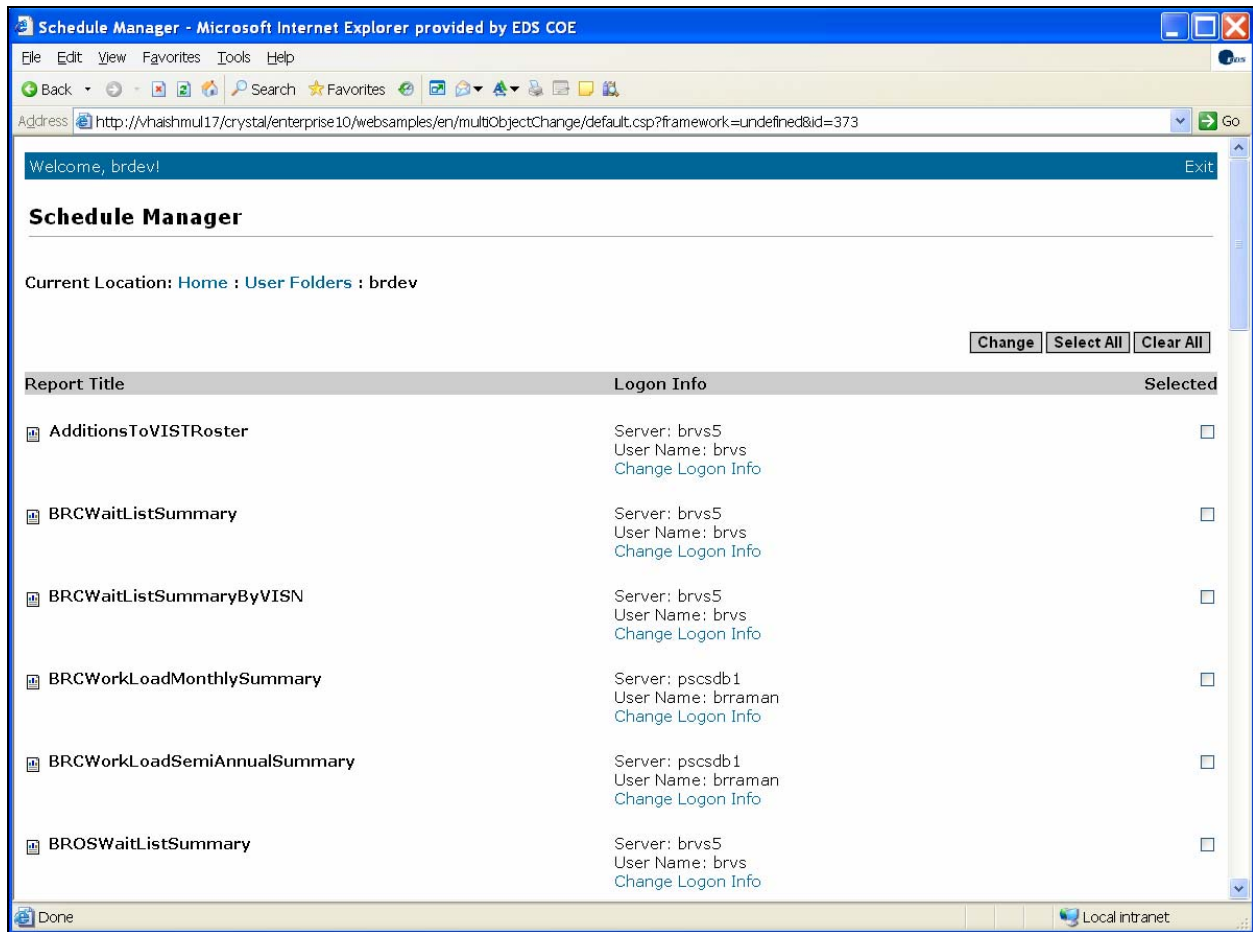 Schedule Manager - Microsoft Internet Explorer provided by EDS COE
File Edit View Favorites Tools Help
Back Search Favorites
Address http://vhaishmul17/crystal/enterprise10/websamples/en/multiObjectChange/default.csp?framework=undefined&id=373 Go
Welcome, brdev! Exit
Schedule Manager
Current Location: Home : User Folders : brdev
Change Select All Clear All
Report Title Logon Info Selected
AdditionsToVISTRoster Server: brvs5
User Name: brvs
Change Logon Info
BRCWaitListSummary Server: brvs5
User Name: brvs
Change Logon Info
BRCWaitListSummaryByVISN Server: brvs5
User Name: brvs
Change Logon Info
BRCWorkLoadMonthlySummary Server: pscsdb1
User Name: brraman
Change Logon Info
BRCWorkLoadSemiAnnualSummary Server: pscsdb1
User Name: brraman
Change Logon Info
BROSWaitListSummary Server: brvs5
User Name: brvs
Change Logon Info
Done Local intranet